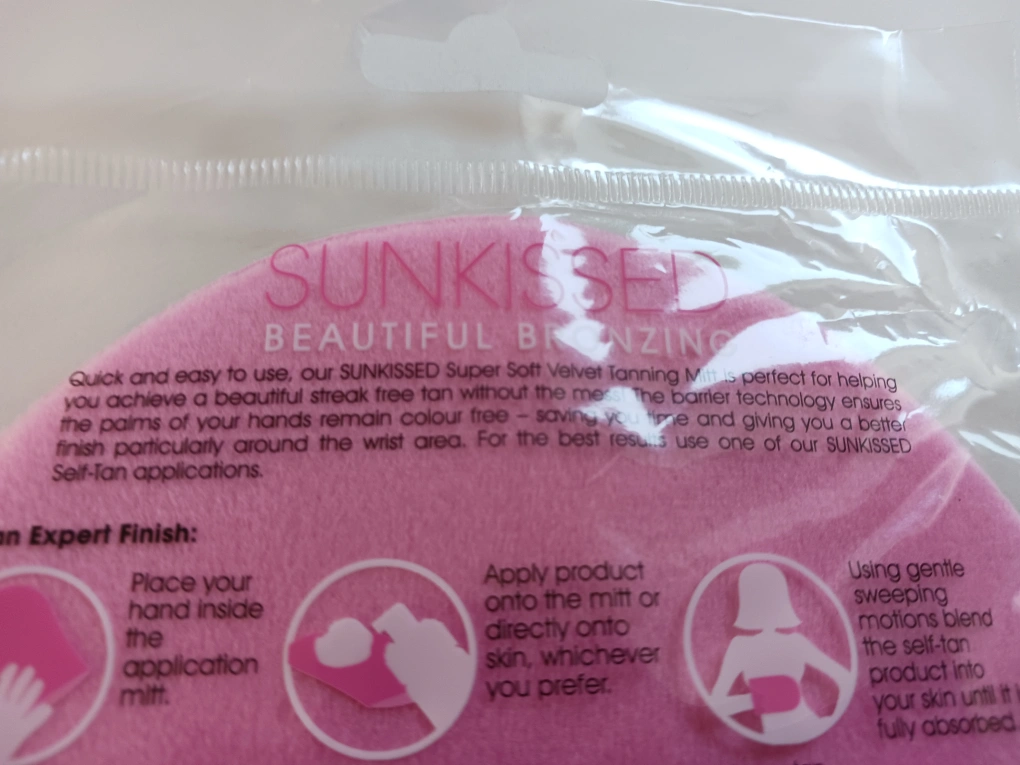 SUNKISSED
BEAUTIFUL BRONZING
Quick and easy to use, our SUNKISSED Super Soft Velvet Tanning Mitt is perfect for helping
you achieve a beautiful streak free tan without the mess! The barrier technology ensures
the palms of your hands remain colour free – saving you time and giving you a better
finish particularly around the wrist area. For the best results use one of our SUNKISSED
Self-Tan applications.
an Expert Finish:
Place your
hand inside
the
application
mitt.
Apply product
onto the mitt or
directly onto
skin, whichever
you prefer.
Using gentle
sweeping
motions blend
the self-tan
product into
your skin until it
fully absorbed.